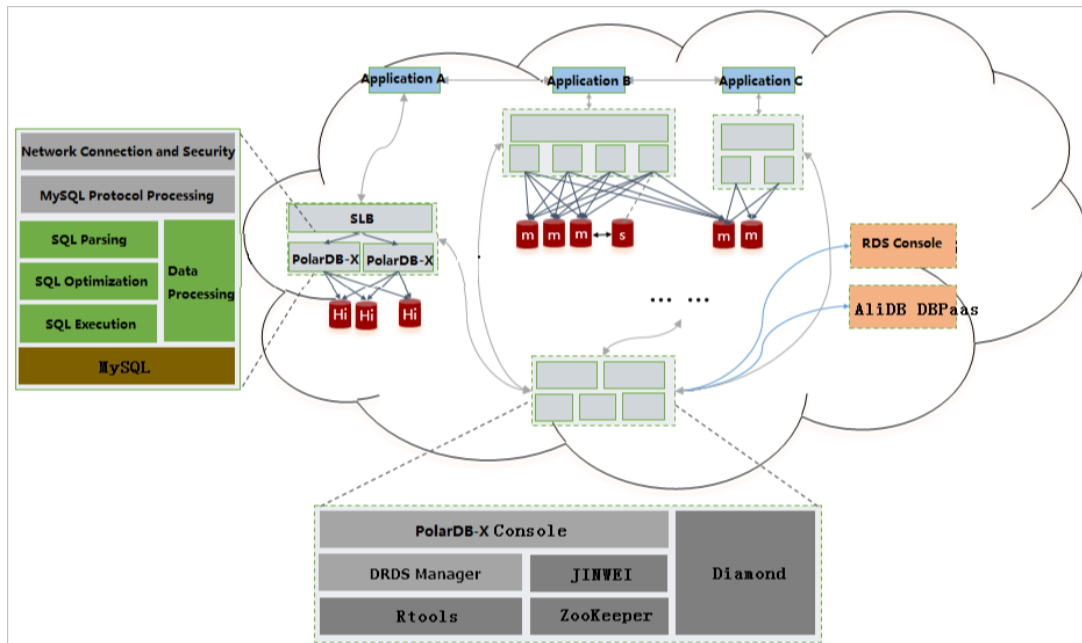 Application A
Application B
Application C
Network Connection and Security
MySQL Protocol Processing
SQL Parsing
SQL Optimization
SQL Execution
Data
Processing
MySQL
SLB
PolarDB-X
PolarDB-X
Hi
Hi
Hi
m
m
m
s
m
m
... ...
RDS Console
AliDB DBPaas
PolarDB-X Console
DRDS Manager
JINWEI
Diamond
Rtools
ZooKeeper